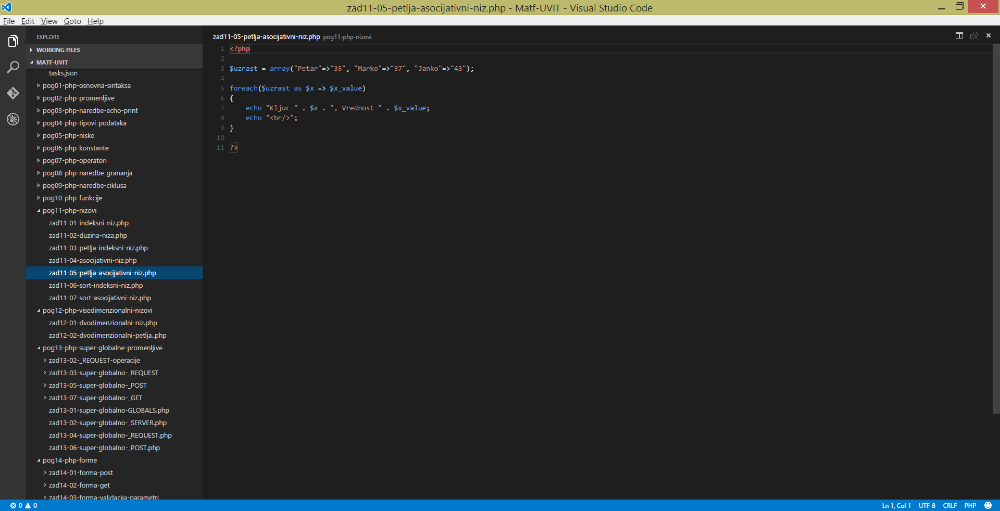 zad11-05-petlja-asocijativni-niz.php - Matf-UVIT - Visual Studio Code
File Edit View Goto Help
EXPLORE
WORKING FILES
MATF-UVIT
tasks.json
pog01-php-osnovna-sintaksa
pog02-php-promenljive
pog03-php-naredbe-echo-print
pog04-php-tipovi-podataka
pog05-php-niske
pog06-php-konstante
pog07-php-operatori
pog08-php-naredbe-grananja
pog09-php-naredbe-ciklusa
pog10-php-funkcije
pog11-php-nizovi
zad11-01-indeksni-niz.php
zad11-02-duzina-niza.php
zad11-03-petlja-indeksni-niz.php
zad11-04-asocijativni-niz.php
zad11-05-petlja-asocijativni-niz.php
zad11-06-sort-indeksni-niz.php
zad11-07-sort-asocijativni-niz.php
pog12-php-visedimenzionalni-nizovi
zad12-01-dvodimenzionalni-niz.php
zad12-02-dvodimenzionalni-petlja..php
pog13-php-super-globalne-promenljive
zad13-02-_REQUEST-operacije
zad13-03-super-globalno-_REQUEST
zad13-05-super-globalno-_POST
zad13-07-super-globalno-_GET
zad13-01-super-globalno-GLOBALS.php
zad13-02-super-globalno-_SERVER.php
zad13-04-super-globalno-_REQUEST.php
zad13-06-super-globalno-_POST.php
pog14-php-forme
zad14-01-forma-post
zad14-02-forma-get
zad14-03-forma-validacija-parametri
zad11-05-petlja-asocijativni-niz.php pog11-php-nizovi
1 <?php
2
3 $uzrast = array("Petar"=>"35", "Marko"=>"37", "Janko"=>"43");
4
5 foreach($uzrast as $x => $x_value)
6 {
7 echo "Kljuc=" . $x . ", Vrednost=" . $x_value;
8 echo "<br/>";
9 }
10
11 ?>
0 0 Ln 1, Col 1 UTF-8 CRLF PHP